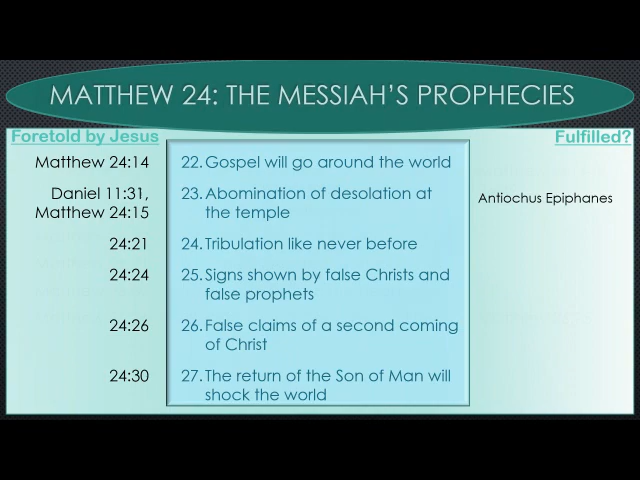 MATTHEW 24: THE MESSIAH'S PROPHECIES
Foretold by Jesus
Fulfilled?
Matthew 24:14
22. Gospel will go around the world
Daniel 11:31,
Matthew 24:15
23. Abomination of desolation at
the temple
Antiochus Epiphanes
24:21
24. Tribulation like never before
24:24
25. Signs shown by false Christs and
false prophets
24:26
26. False claims of a second coming
of Christ
24:30
27. The return of the Son of Man will
shock the world